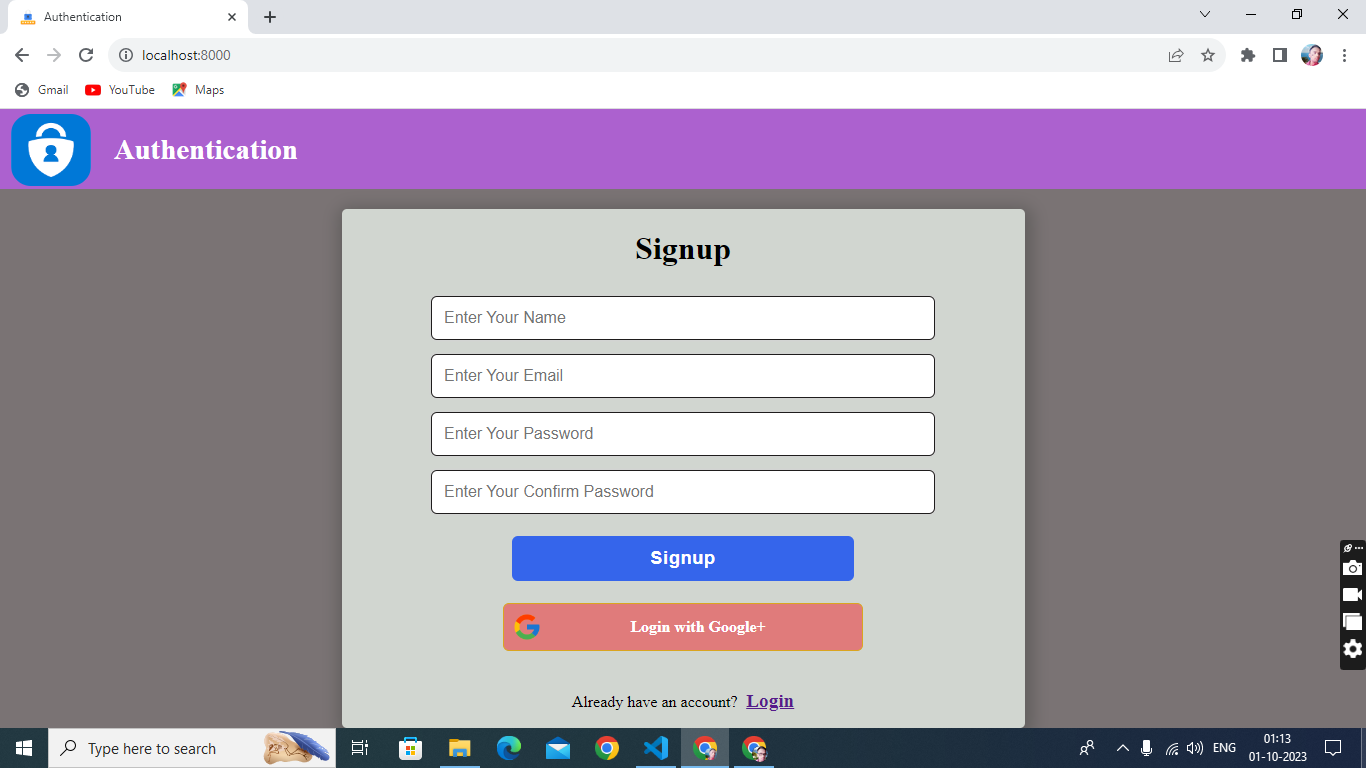 Authentication
localhost:8000
Gmail YouTube Maps
Authentication
Signup
Enter Your Name
Enter Your Email
Enter Your Password
Enter Your Confirm Password
Signup
Login with Google+
Already have an account? Login
Type here to search
ENG
01:13
01-10-2023